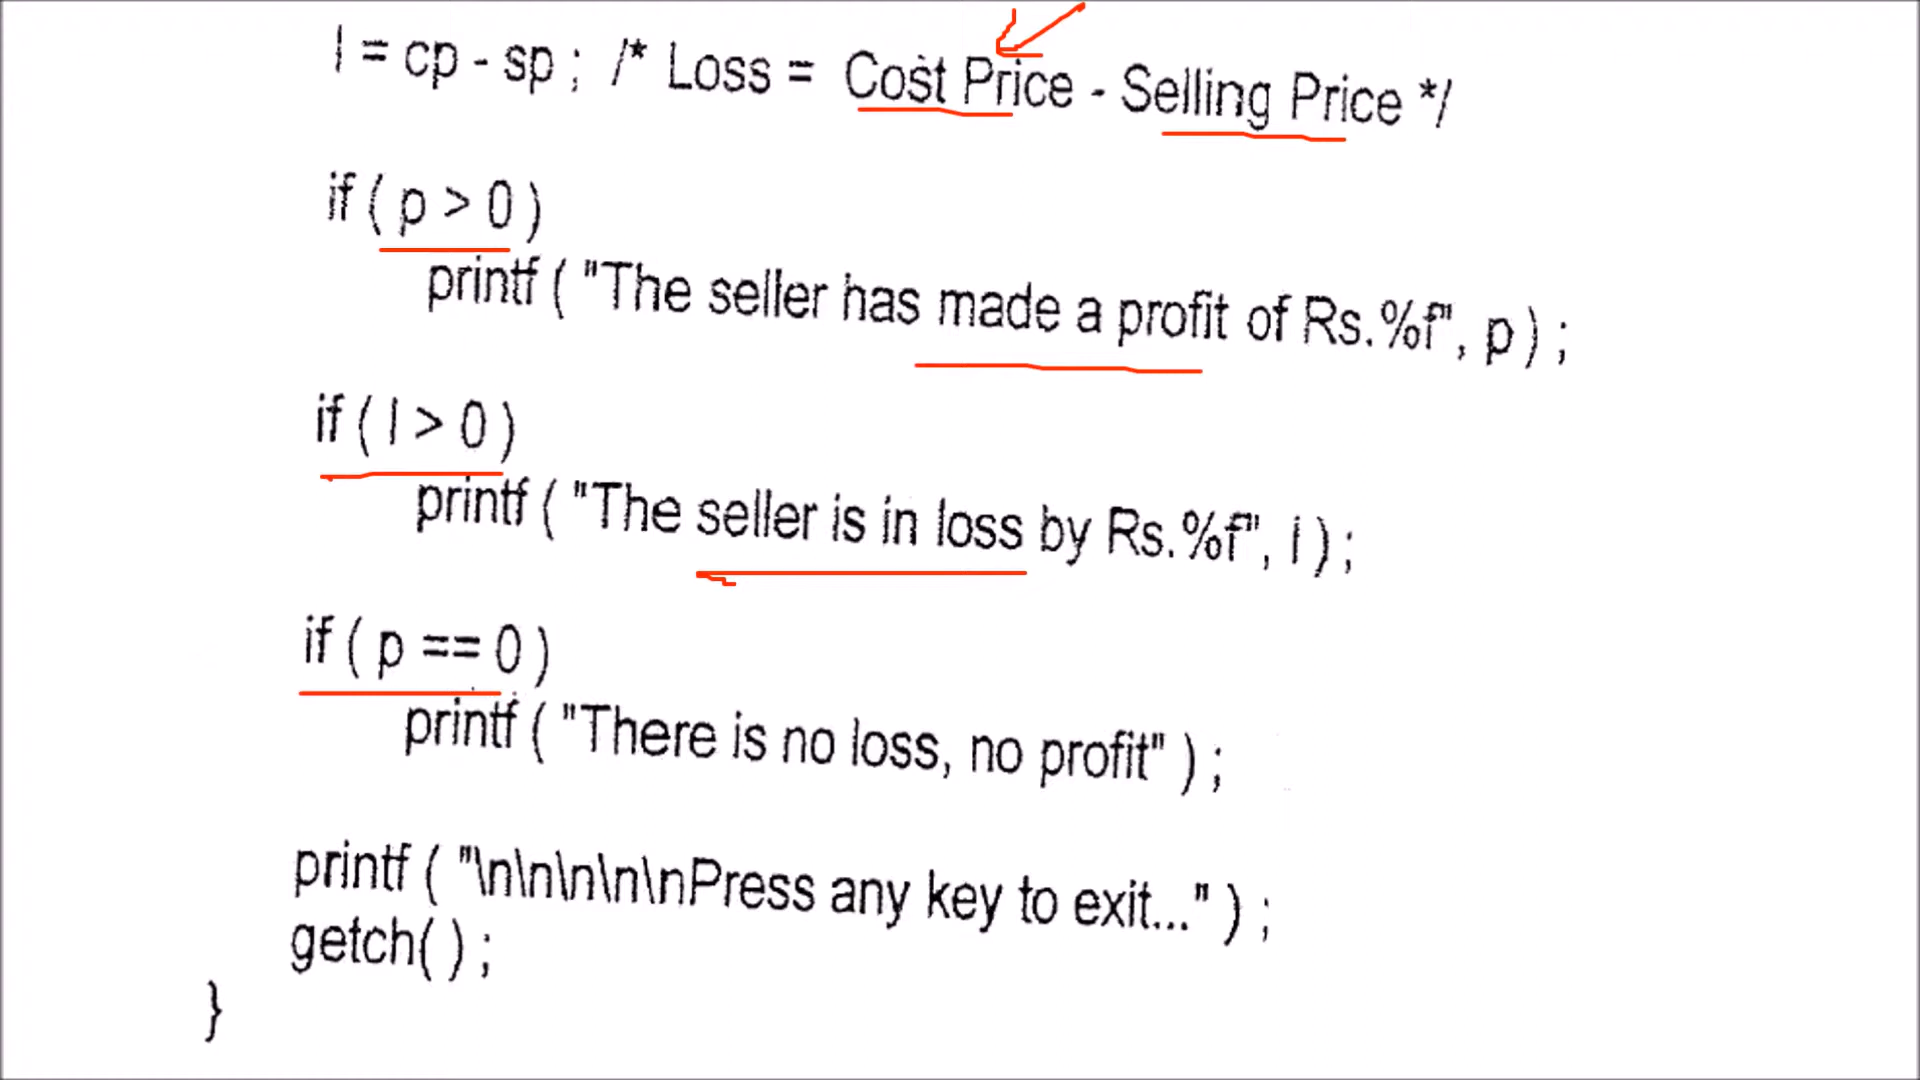 l = cp - sp ; /* Loss = Cost Price - Selling Price */
if ( p > 0 )
printf ( "The seller has made a profit of Rs.%f", p ) ;
if ( l > 0 )
printf ( "The seller is in loss by Rs.%f", l ) ;
if ( p == 0 )
printf ( "There is no loss, no profit" ) ;
printf ( "\n\n\n\n\nPress any key to exit..." ) ;
getch( ) ;
}